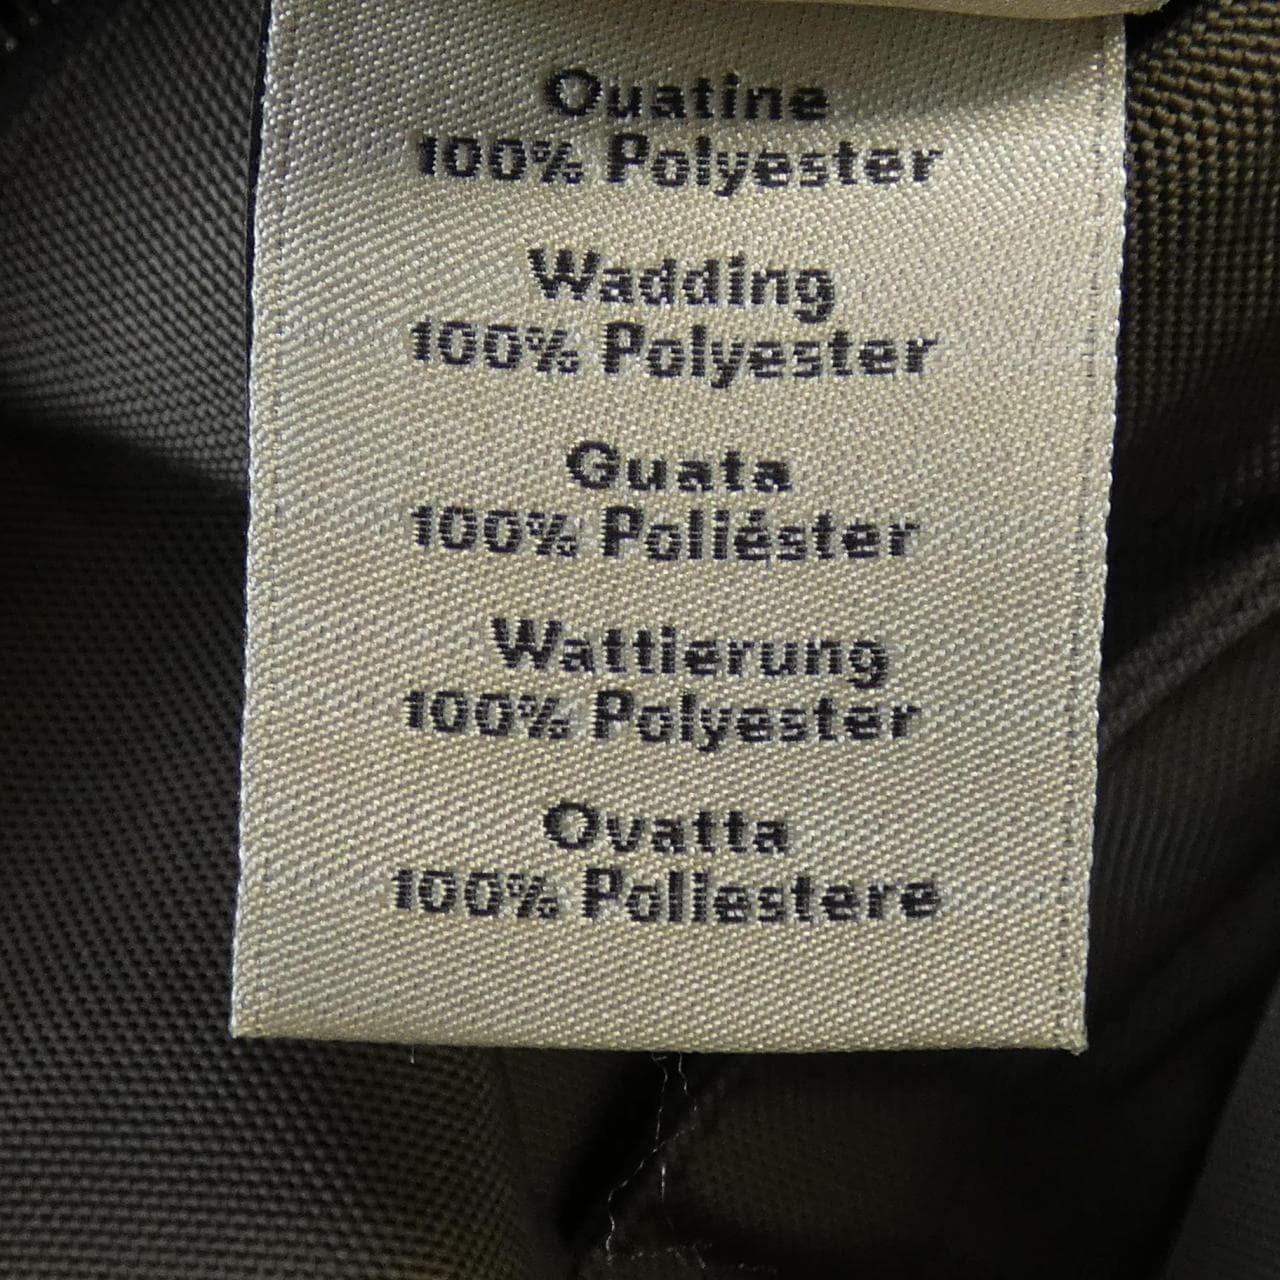 Ouatine
100% Polyester
Wadding
100% Polyester
Guata
100% Poliéster
Wattierung
100% Polyester
Ovatta
100% Poliestere